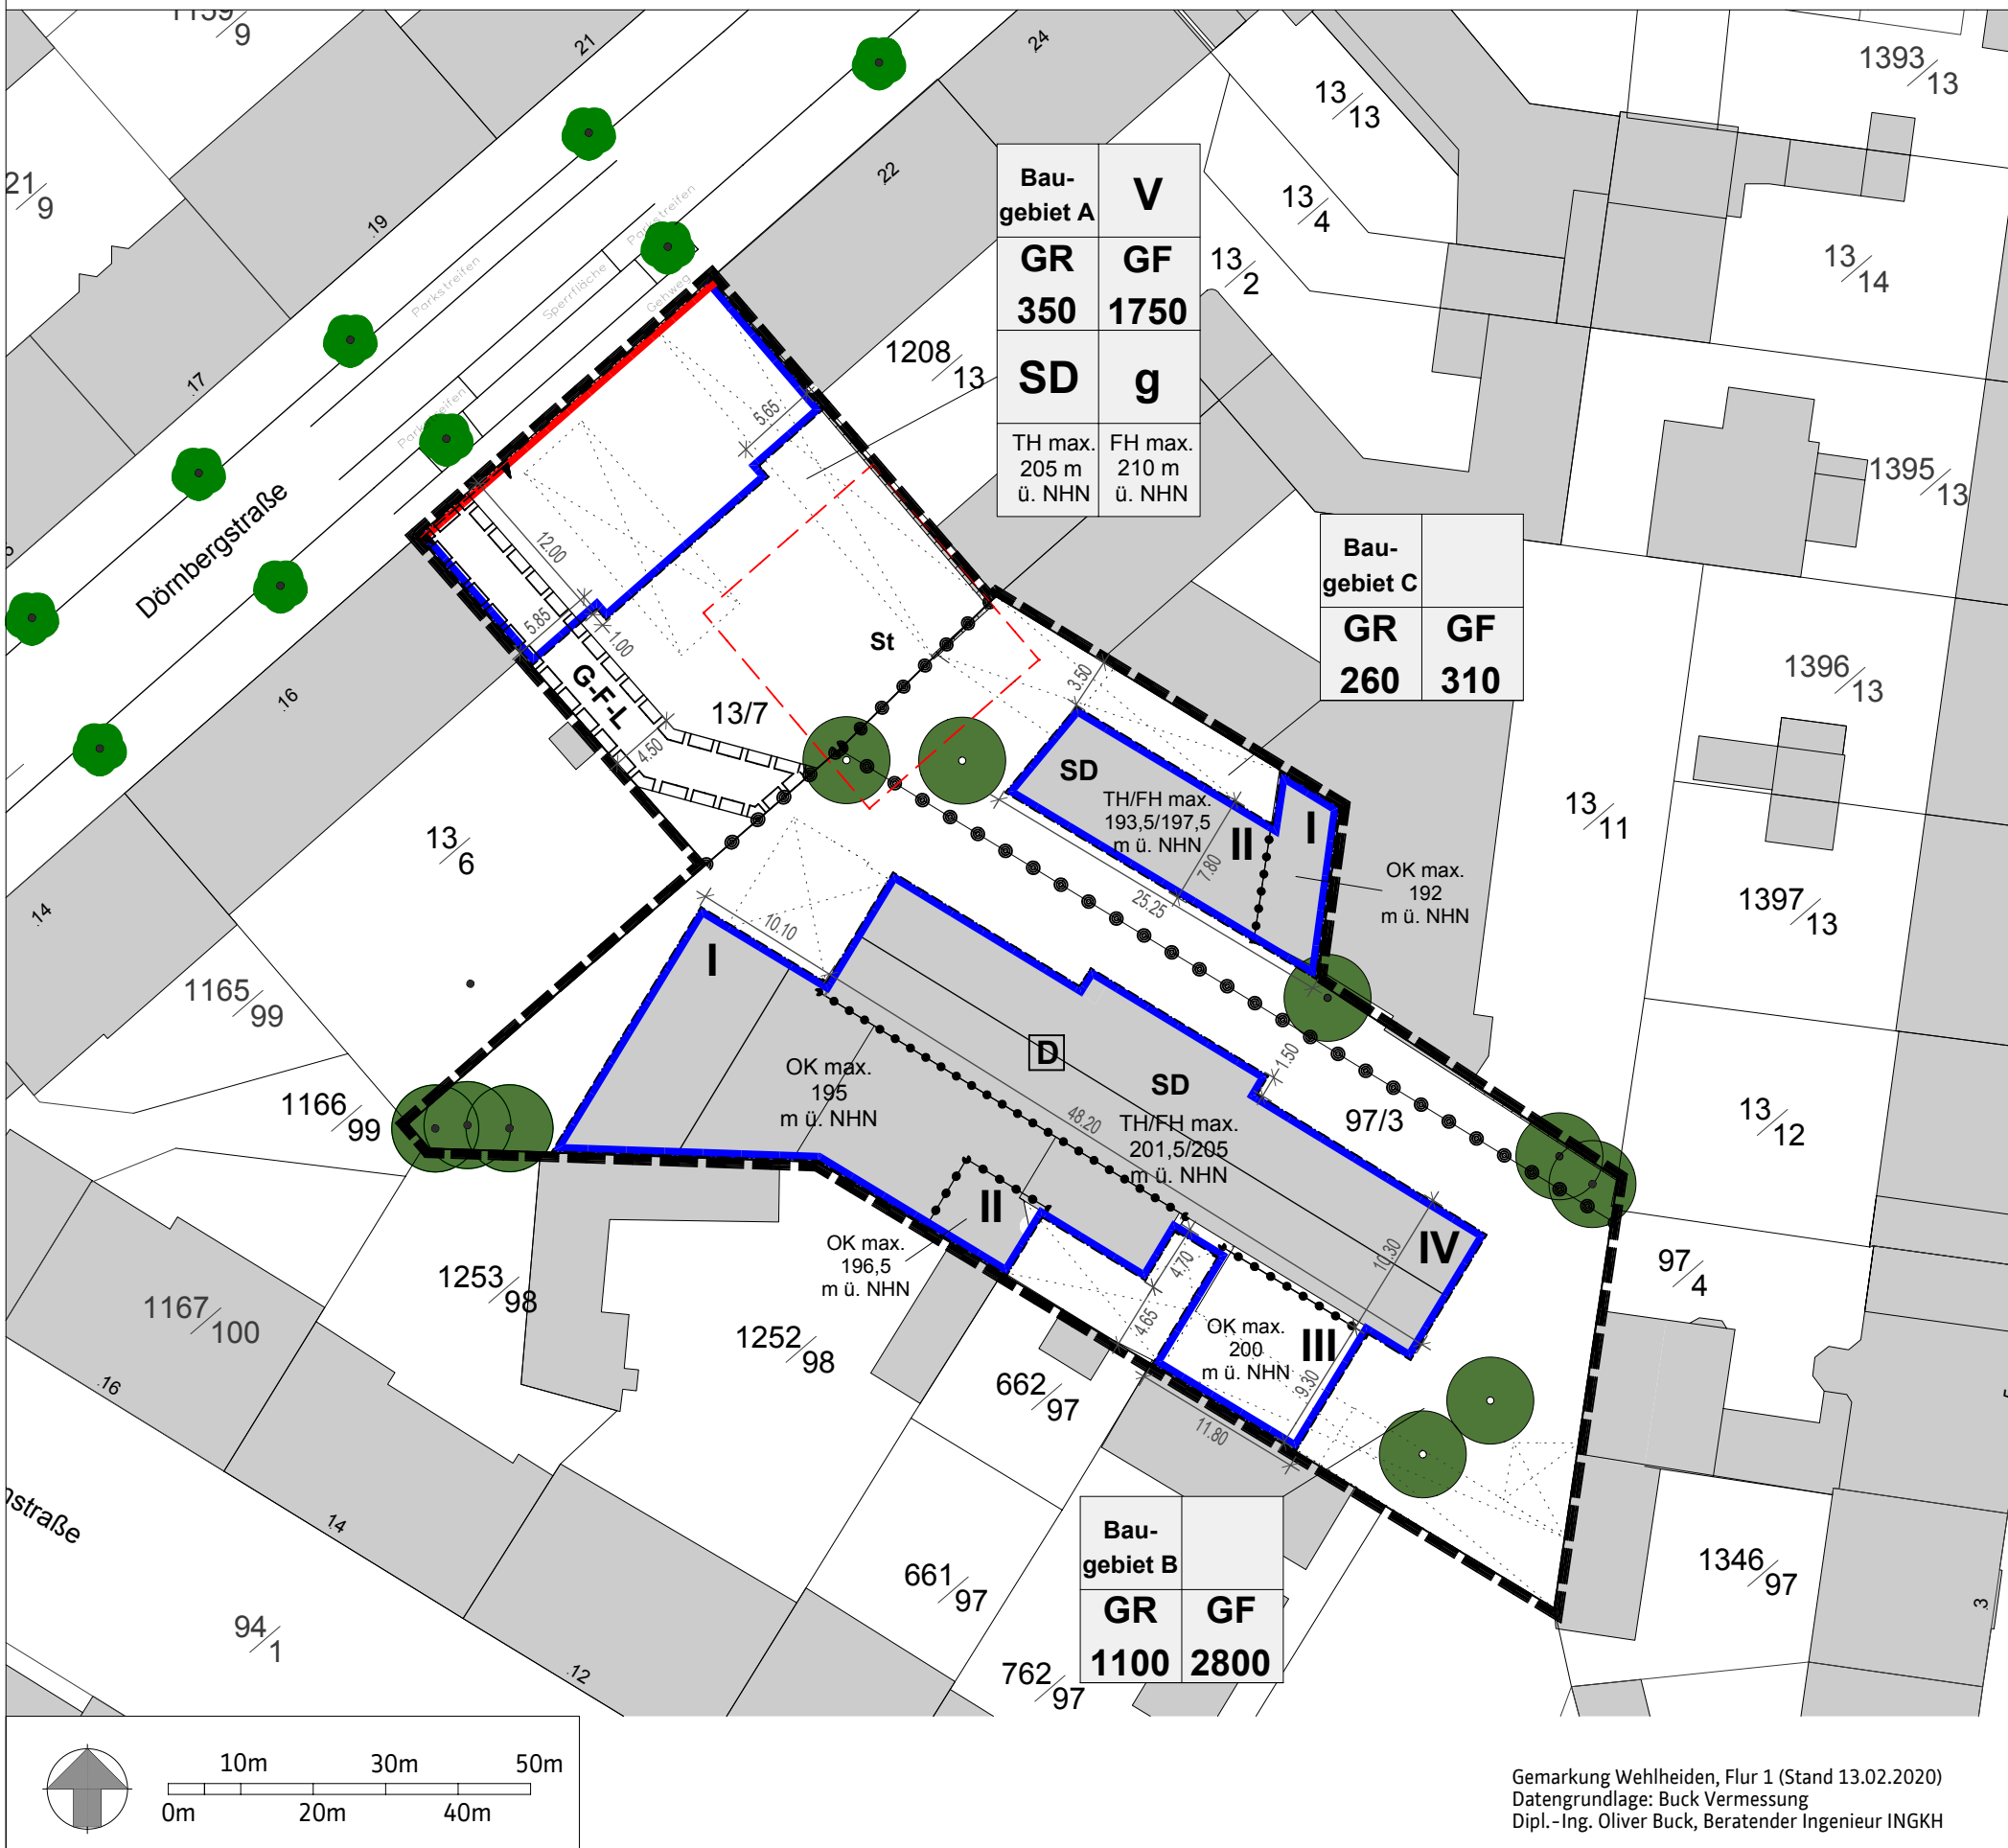 1159/9
21
24
1393/13
13/13
21/9
.19
22
13/4
13/14
Parkstreifen
Parkstreifen
Sperrfläche
Gehweg
Bau-
gebiet A
V
GR
350
GF
1750
SD
g
TH max.
205 m
ü. NHN
FH max.
210 m
ü. NHN
13/2
1208/13
.17
5.65
1395/13
Dörnbergstraße
12.00
5.85
1.00
Bau-
gebiet C
GR
260
GF
310
.16
St
G-F-L
4.50
13/7
3.50
1396/13
SD
TH/FH max.
193,5/197,5
m ü. NHN
II
I
7.80
25.25
OK max.
192
m ü. NHN
13/11
13/6
1397/13
.14
10.10
I
1165/99
D
SD
OK max.
195
m ü. NHN
1.50
1166/99
48.20
TH/FH max.
201,5/205
m ü. NHN
97/3
13/12
II
IV
OK max.
196,5
m ü. NHN
10.30
4.70
4.65
97/4
1253/98
1167/100
1252/98
OK max.
200
m ü. NHN
III
9.30
662/97
11.80
.16
14
nstraße
Bau-
gebiet B
GR
1100
GF
2800
661/97
1346/97
94/1
.12
762/97
3
10m
30m
50m
0m
20m
40m
Gemarkung Wehlheiden, Flur 1 (Stand 13.02.2020)
Datengrundlage: Buck Vermessung
Dipl.-Ing. Oliver Buck, Beratender Ingenieur INGKH